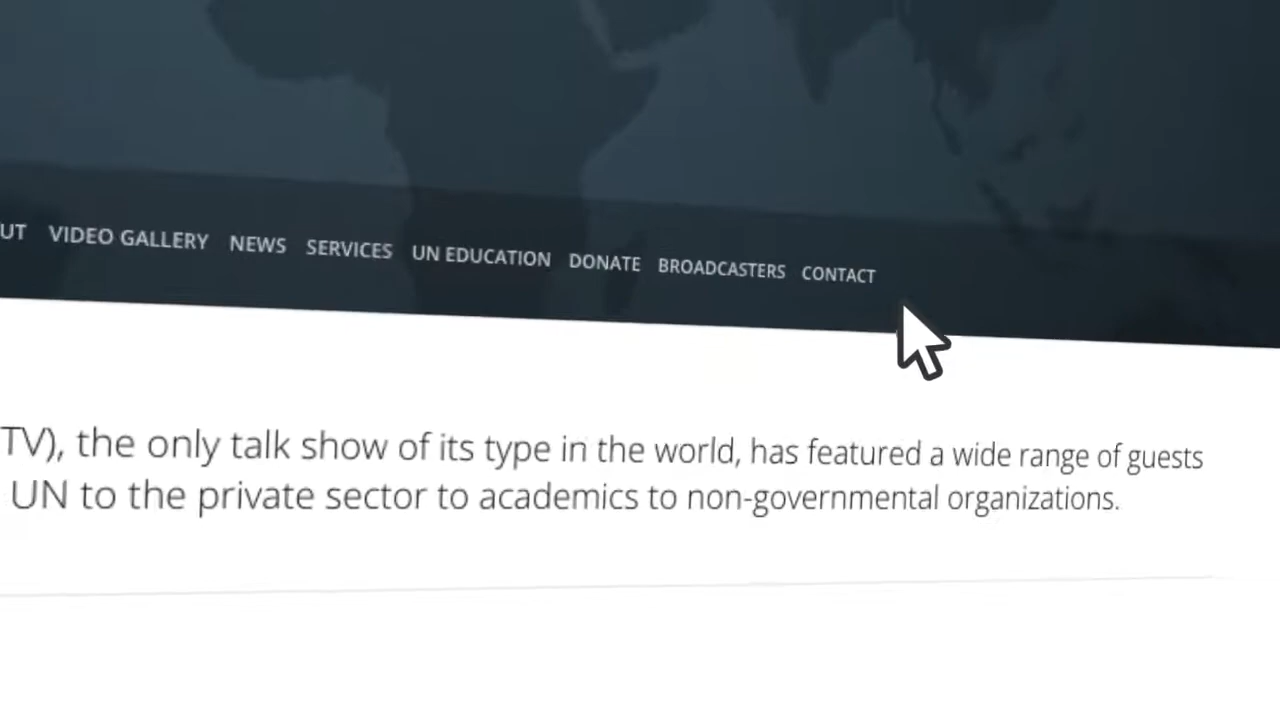 UT VIDEO GALLERY NEWS SERVICES UN EDUCATION DONATE BROADCASTERS CONTACT
TV), the only talk show of its type in the world, has featured a wide range of guests
UN to the private sector to academics to non-governmental organizations.